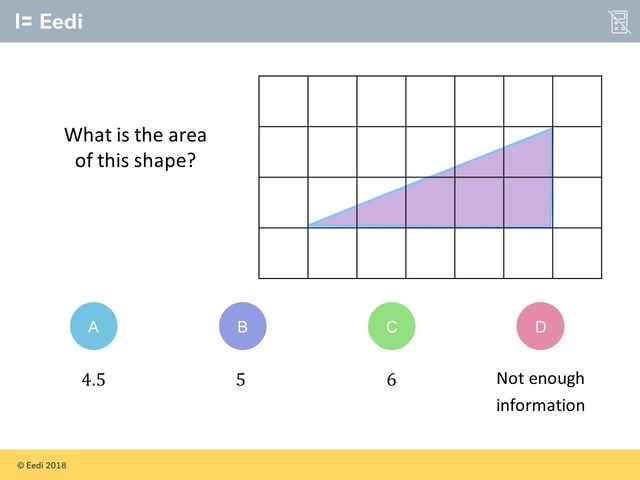 I= Eedi
What is the area
of this shape?
A
B
C
D
4.5
5
6
Not enough
information
© Eedi 2018